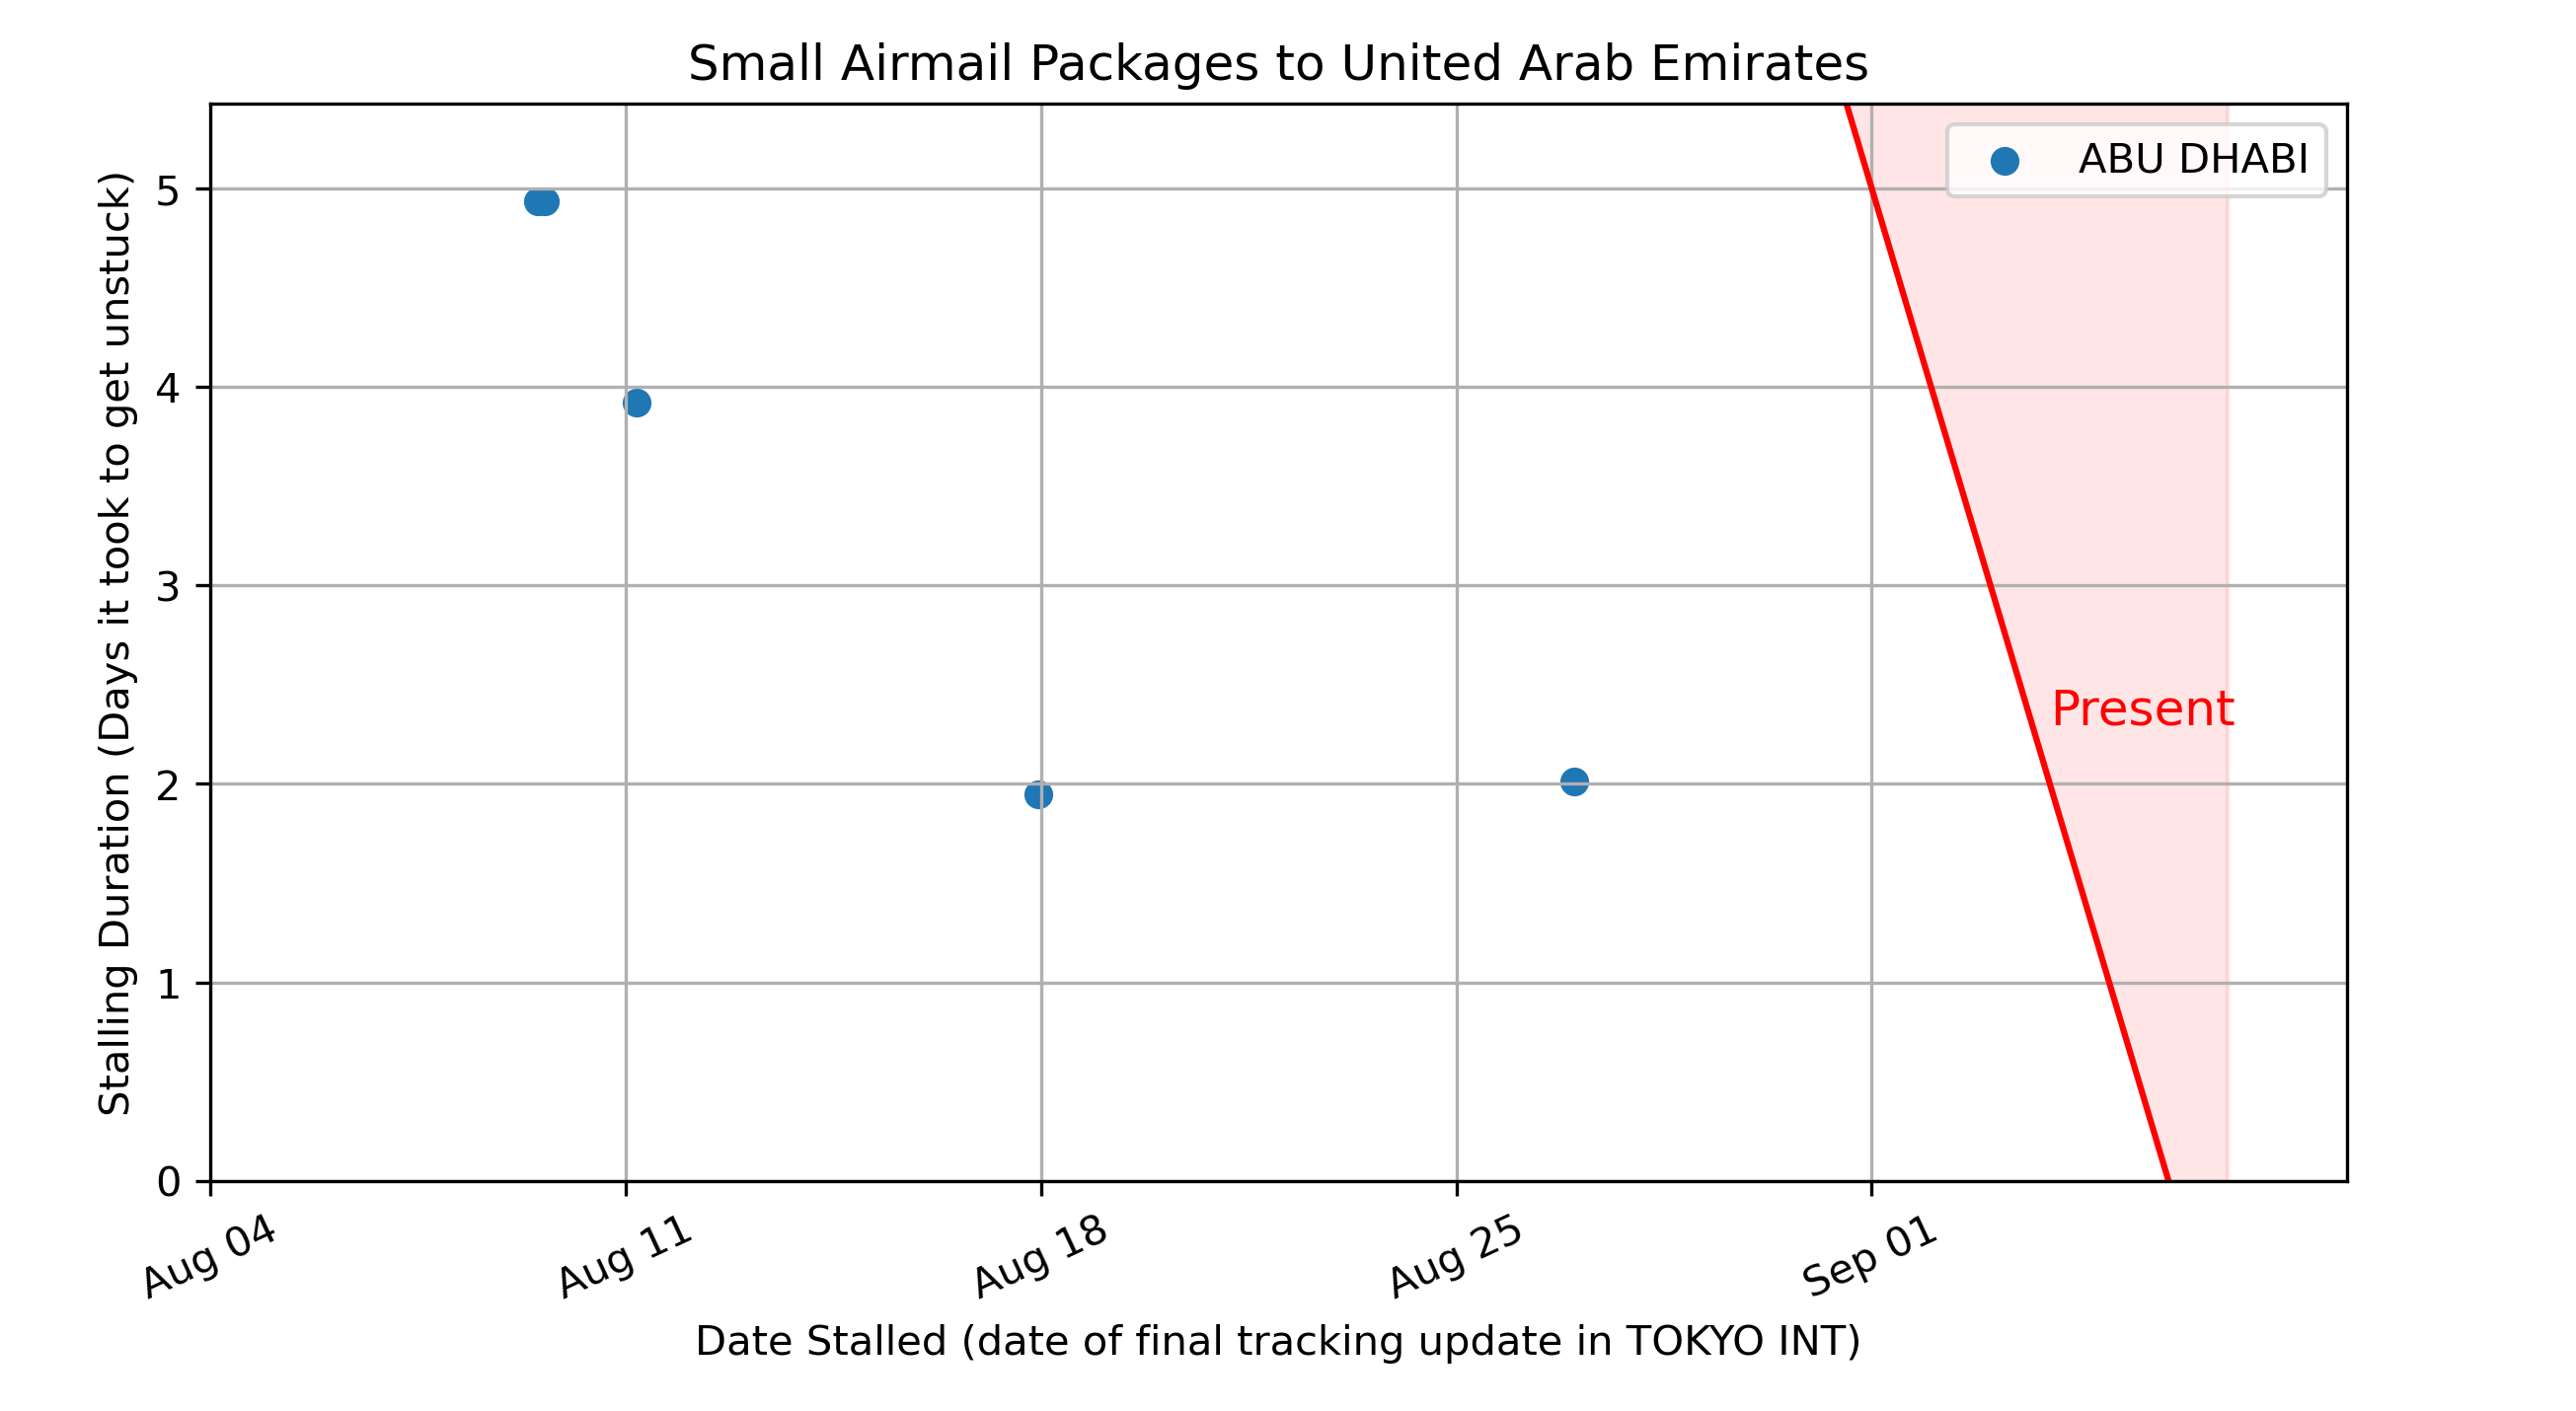 Small Airmail Packages to United Arab Emirates
ABU DHABI
Stalling Duration (Days it took to get unstuck)
5
4
3
2
1
0
Present
Aug 04
Aug 11
Aug 18
Aug 25
Sep 01
Date Stalled (date of final tracking update in TOKYO INT)